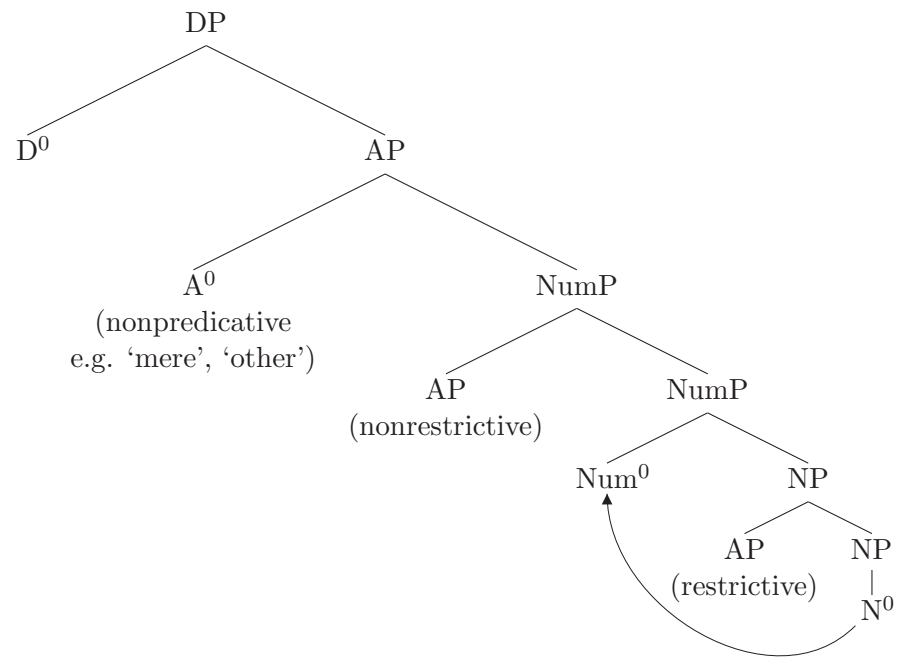 DP
D⁰
AP
A⁰
(nonpredicative
e.g. ‘mere’, ‘other’)
NumP
AP
(nonrestrictive)
NumP
Num⁰
NP
AP
(restrictive)
NP
N⁰